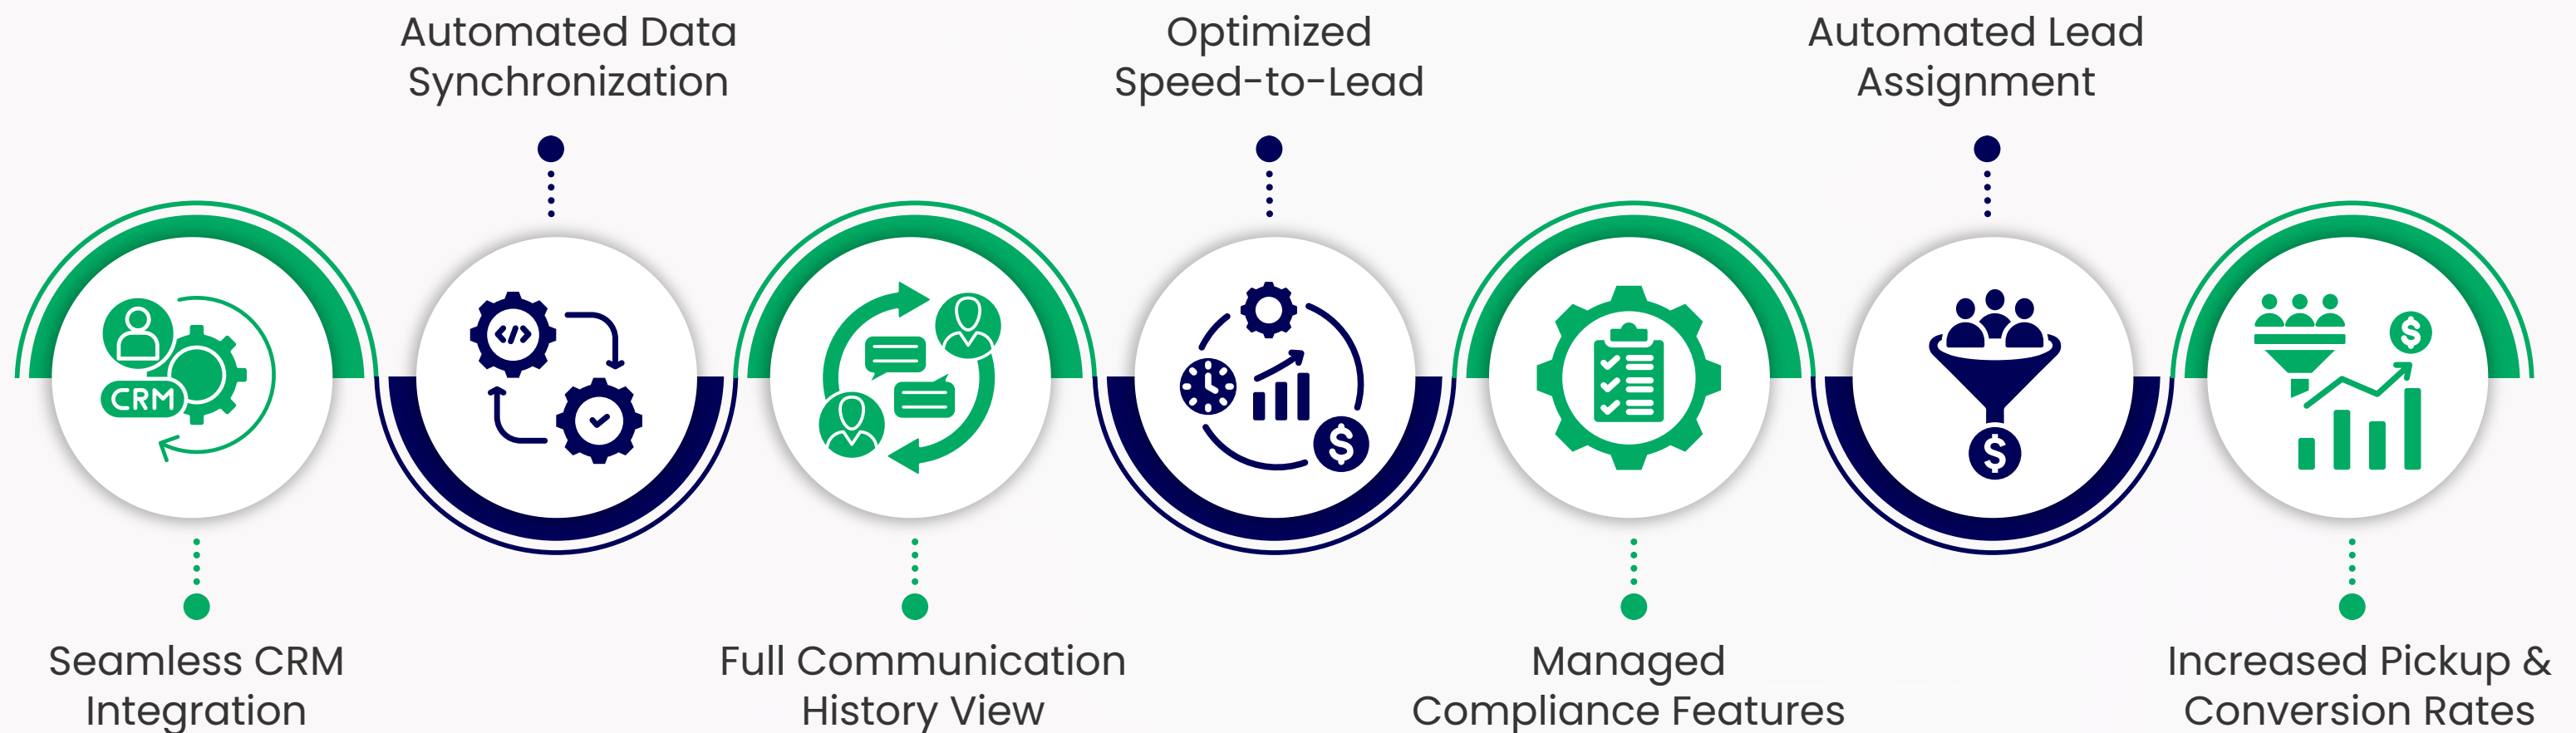 Automated Data
Synchronization
Optimized
Speed-to-Lead
Automated Lead
Assignment
CRM
</>
$
$
$
Seamless CRM
Integration
Full Communication
History View
Managed
Compliance Features
Increased Pickup &
Conversion Rates